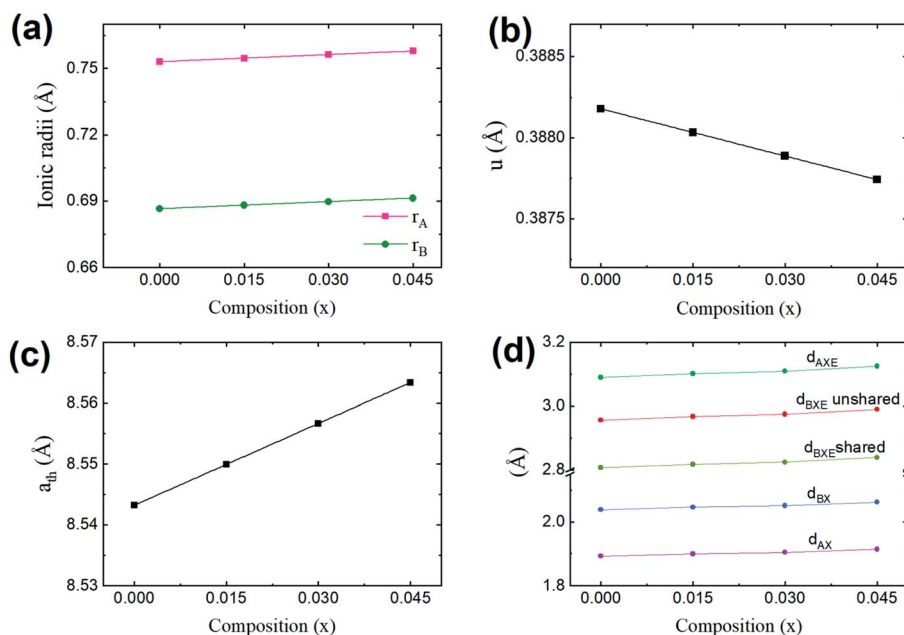 (a)
0.75
0.72
0.69
0.66
Ionic radii (Å)
r_A
r_B
0.000 0.015 0.030 0.045
Composition (x)
(b)
0.3885
0.3880
0.3875
u (Å)
0.000 0.015 0.030 0.045
Composition (x)
(c)
8.57
8.56
8.55
8.54
8.53
a_th (Å)
0.000 0.015 0.030 0.045
Composition (x)
(d)
3.2
3.0
2.8
2.0
1.8
(Å)
d_AXE
d_BXE unshared
d_BXE shared
d_BX
d_AX
0.000 0.015 0.030 0.045
Composition (x)